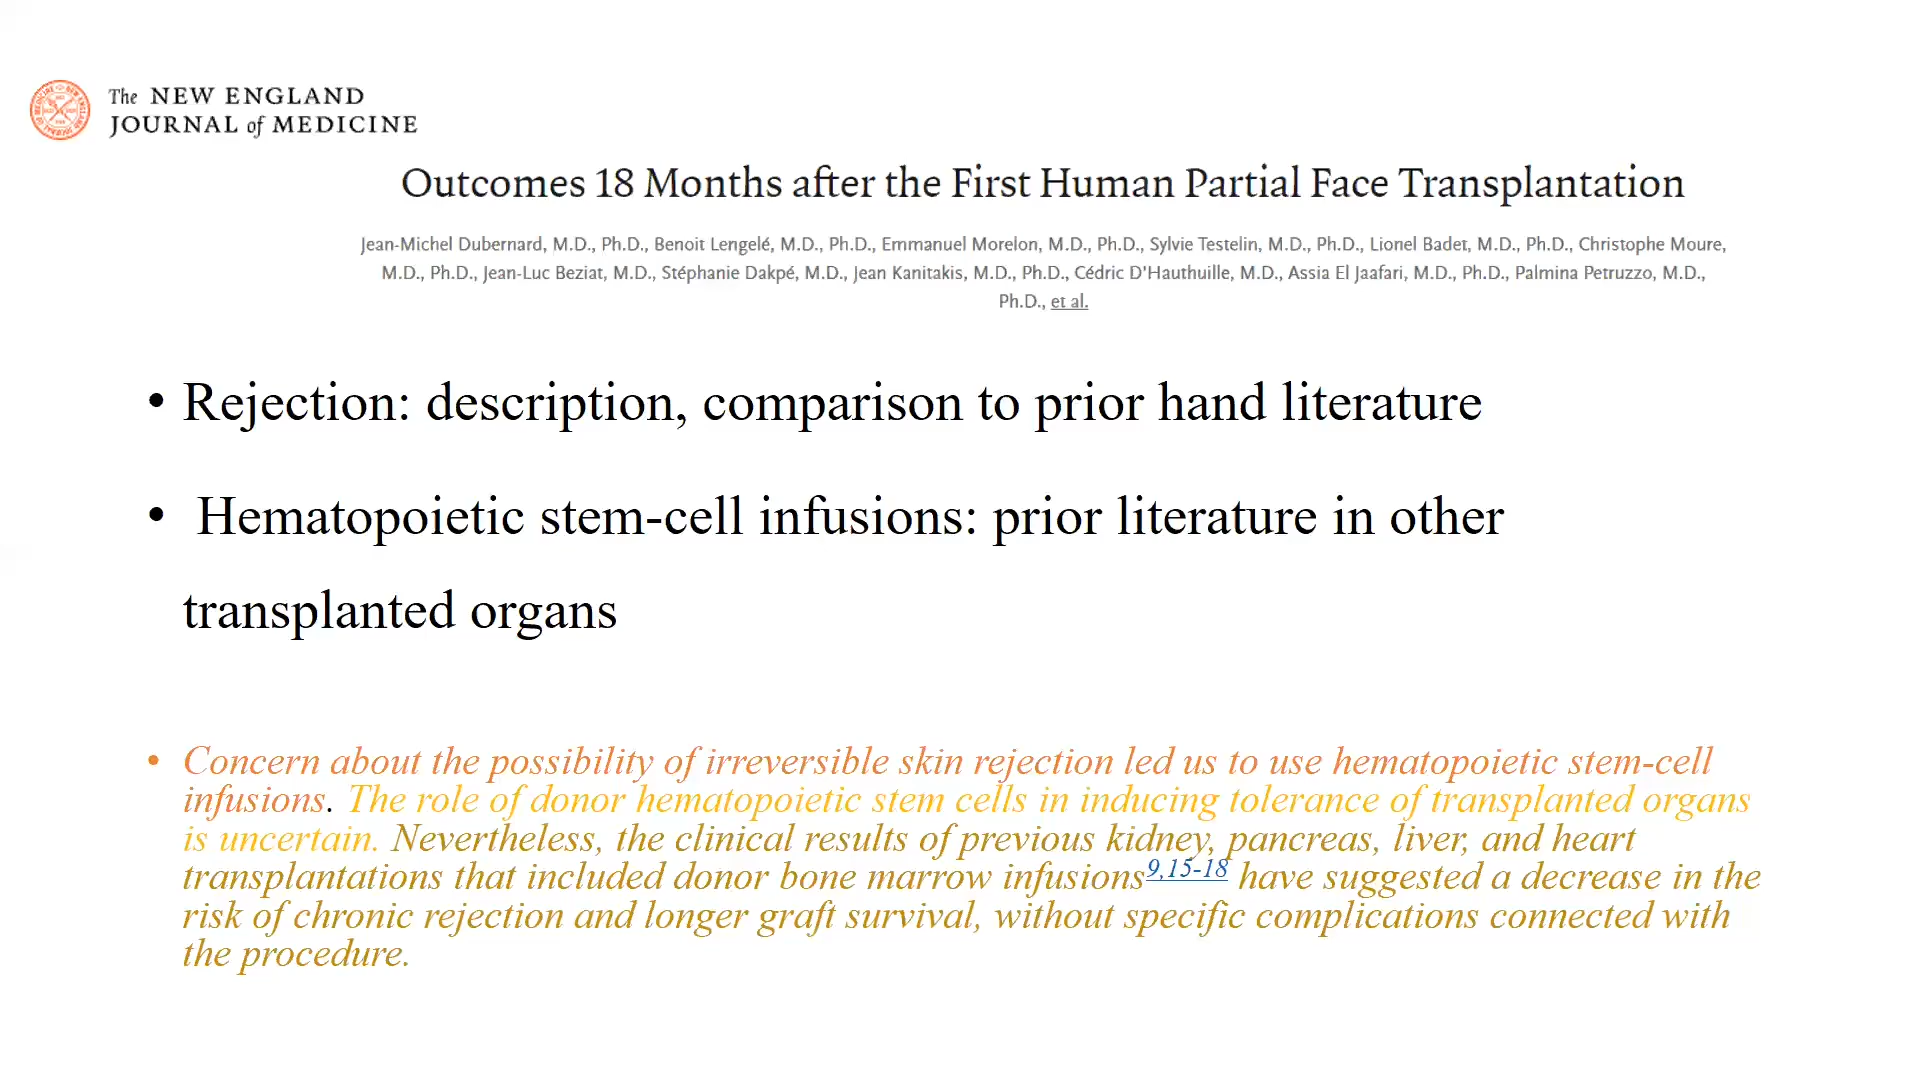 The NEW ENGLAND
JOURNAL of MEDICINE
Outcomes 18 Months after the First Human Partial Face Transplantation
Jean-Michel Dubernard, M.D., Ph.D., Benoit Lengelé, M.D., Ph.D., Emmanuel Morelon, M.D., Ph.D., Sylvie Testelin, M.D., Ph.D., Lionel Badet, M.D., Ph.D., Christophe Moure,
M.D., Ph.D., Jean-Luc Beziat, M.D., Stéphanie Dakpé, M.D., Jean Kanitakis, M.D., Ph.D., Cédric D'Hauthuille, M.D., Assia El Jaafari, M.D., Ph.D., Palmina Petruzzo, M.D.,
Ph.D., et al.
• Rejection: description, comparison to prior hand literature
• Hematopoietic stem-cell infusions: prior literature in other
transplanted organs
• Concern about the possibility of irreversible skin rejection led us to use hematopoietic stem-cell
infusions. The role of donor hematopoietic stem cells in inducing tolerance of transplanted organs
is uncertain. Nevertheless, the clinical results of previous kidney, pancreas, liver, and heart
transplantations that included donor bone marrow infusions9,15-18 have suggested a decrease in the
risk of chronic rejection and longer graft survival, without specific complications connected with
the procedure.